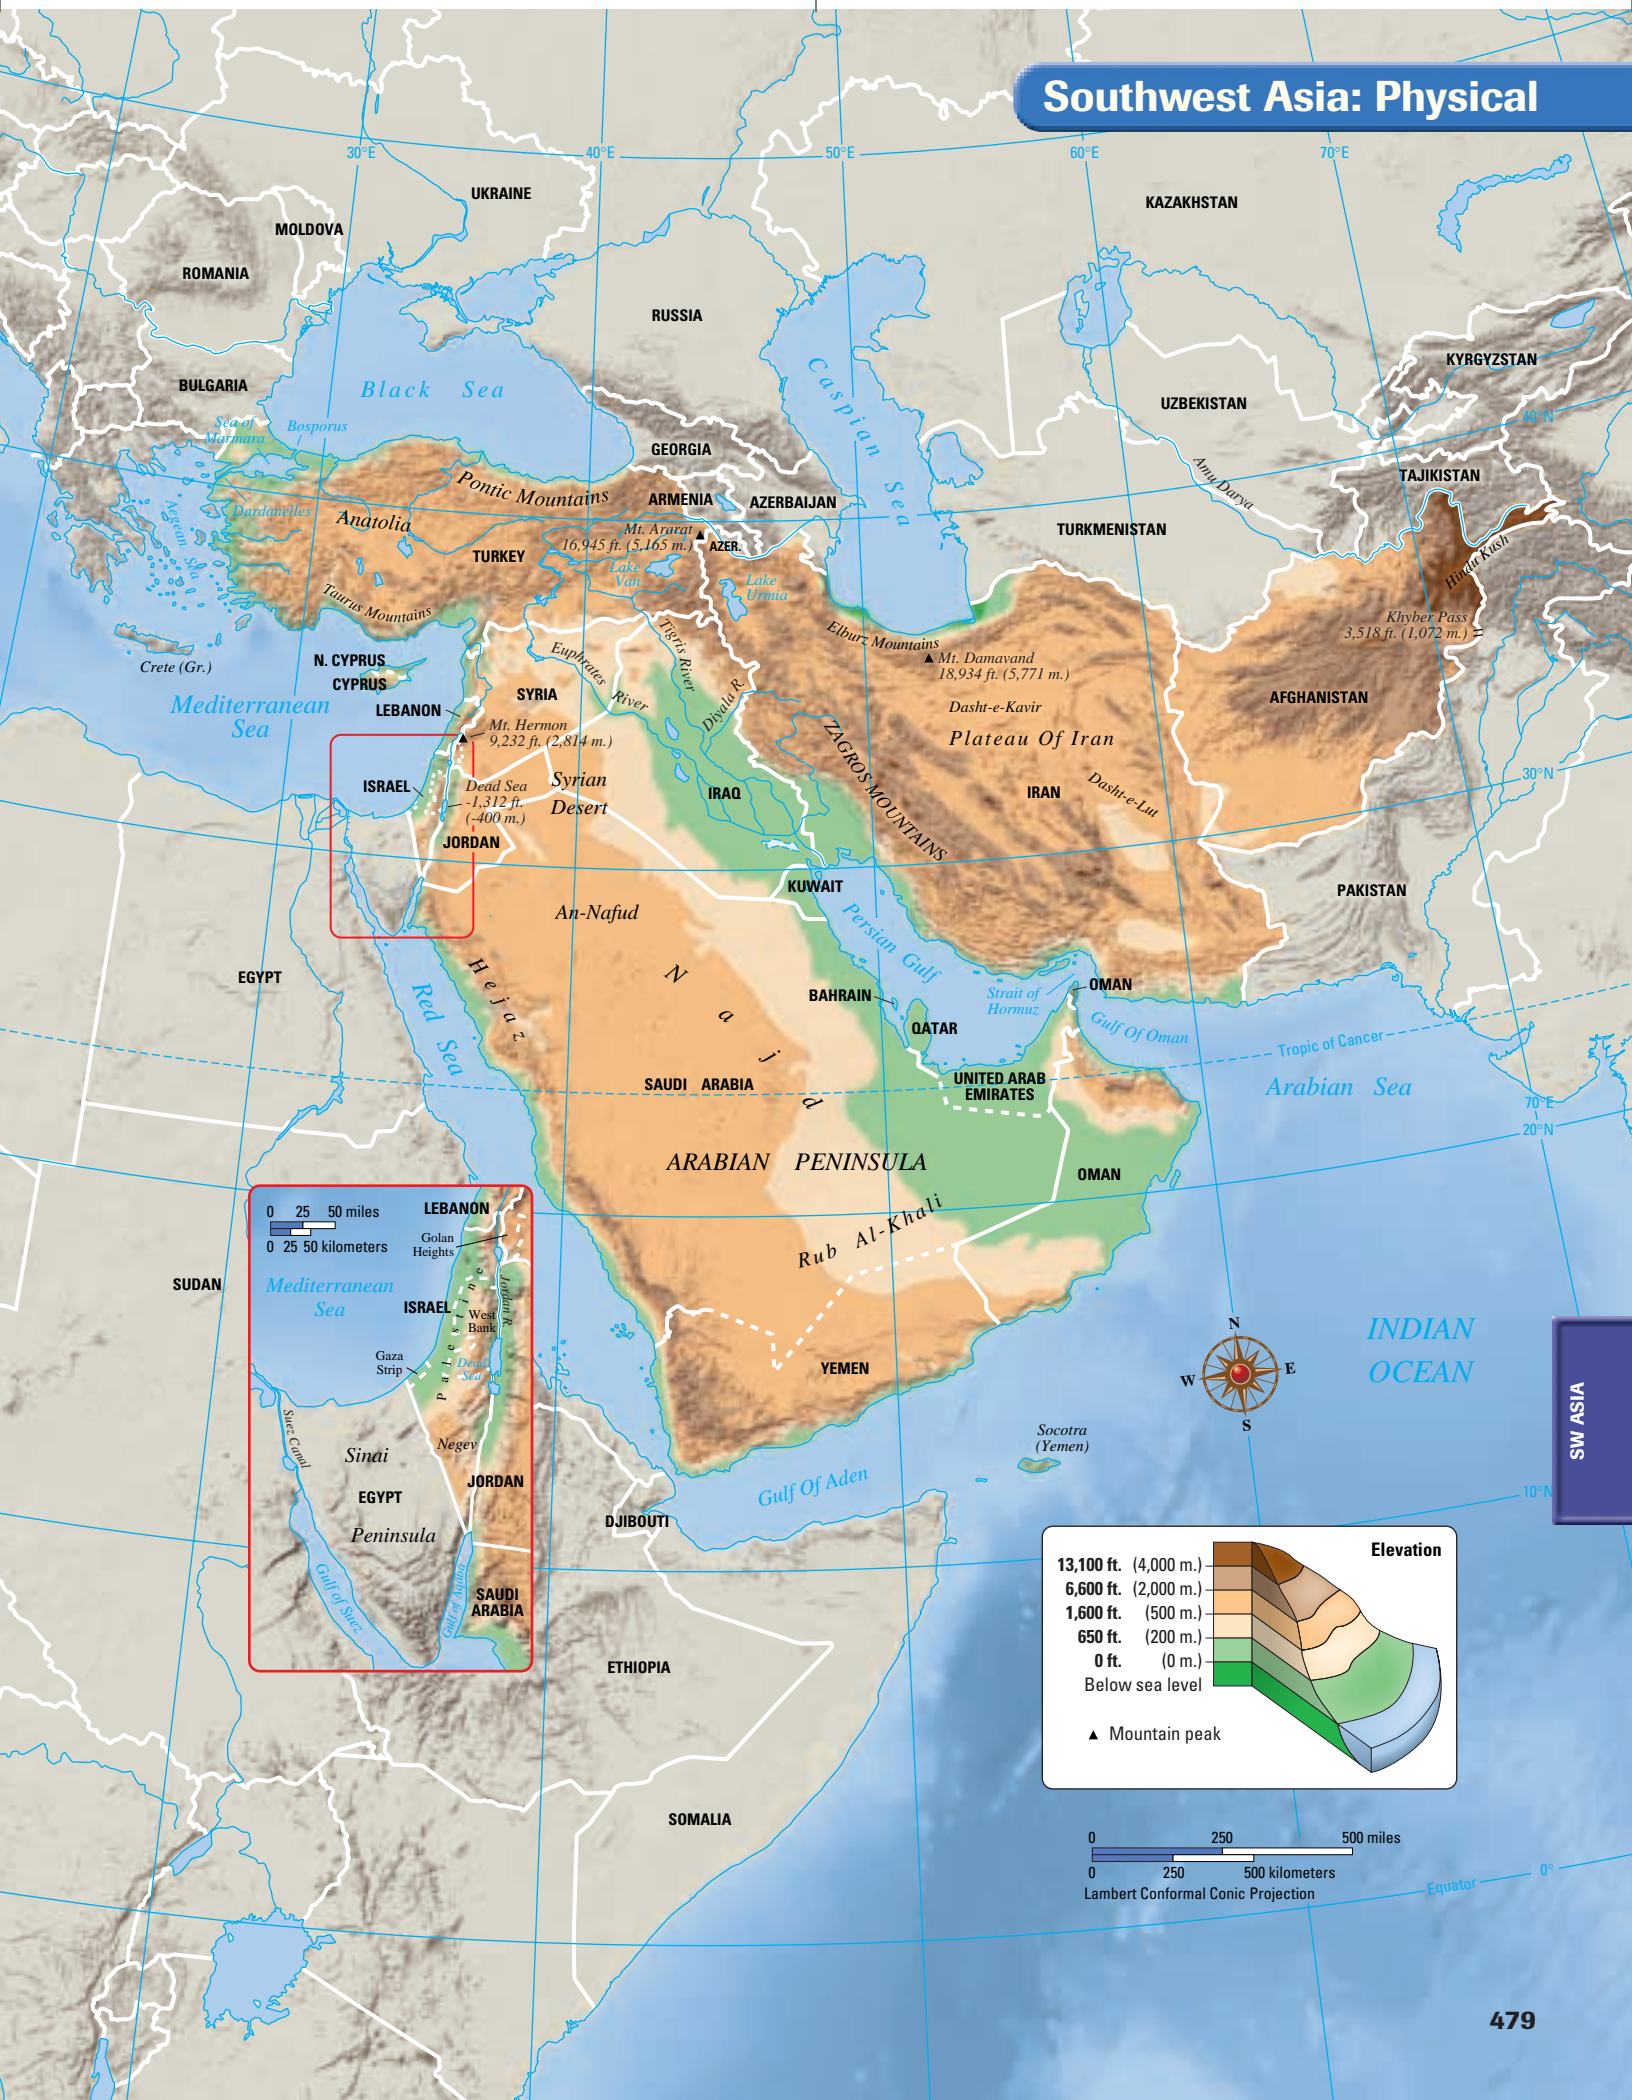 Southwest Asia: Physical
30°E
40°E
50°E
60°E
70°E
UKRAINE
MOLDOVA
ROMANIA
KAZAKHSTAN
RUSSIA
BULGARIA
Black Sea
Caspian Sea
KYRGYZSTAN
UZBEKISTAN
40°N
Sea of
Marmara
Bosporus
GEORGIA
TAJIKISTAN
Amu Darya
Pontic Mountains
ARMENIA
AZERBAIJAN
Aegean Sea
Dardanelles
Anatolia
Mt. Ararat
16,945 ft. (5,165 m.)
AZER.
TURKMENISTAN
TURKEY
Lake
Van
Lake
Urmia
Hindu Kush
Taurus Mountains
Khyber Pass
3,518 ft. (1,072 m.)
Elburz Mountains
Crete (Gr.)
N. CYPRUS
CYPRUS
Euphrates River
Tigris River
Mt. Damavand
18,934 ft. (5,771 m.)
SYRIA
Diyala R.
AFGHANISTAN
Mediterranean
Sea
LEBANON
Dasht-e-Kavir
Mt. Hermon
9,232 ft. (2,814 m.)
ZAGROS MOUNTAINS
Plateau Of Iran
30°N
ISRAEL
Dead Sea
-1,312 ft.
(-400 m.)
Syrian
Desert
IRAQ
IRAN
Dasht-e-Lut
JORDAN
KUWAIT
PAKISTAN
An-Nafud
Persian Gulf
EGYPT
Red Sea
Hejaz
Najd
BAHRAIN
Strait of
Hormuz
OMAN
QATAR
Gulf Of Oman
Tropic of Cancer
SAUDI ARABIA
UNITED ARAB
EMIRATES
Arabian Sea
70°E
20°N
ARABIAN PENINSULA
OMAN
Rub Al-Khali
0 25 50 miles
0 25 50 kilometers
LEBANON
Golan
Heights
SUDAN
Mediterranean
Sea
ISRAEL
Palestine
Jordan R.
West
Bank
Gaza
Strip
Dead
Sea
Suez Canal
Sinai
Negev
EGYPT
JORDAN
Peninsula
Gulf of Suez
Gulf of Aqaba
SAUDI
ARABIA
YEMEN
N
W
E
S
INDIAN
OCEAN
SW ASIA
Socotra
(Yemen)
Gulf Of Aden
10°N
DJIBOUTI
Elevation
13,100 ft. (4,000 m.)
6,600 ft. (2,000 m.)
1,600 ft. (500 m.)
650 ft. (200 m.)
0 ft. (0 m.)
Below sea level
Mountain peak
ETHIOPIA
SOMALIA
0 250 500 miles
0 250 500 kilometers
Lambert Conformal Conic Projection
0°
Equator
479